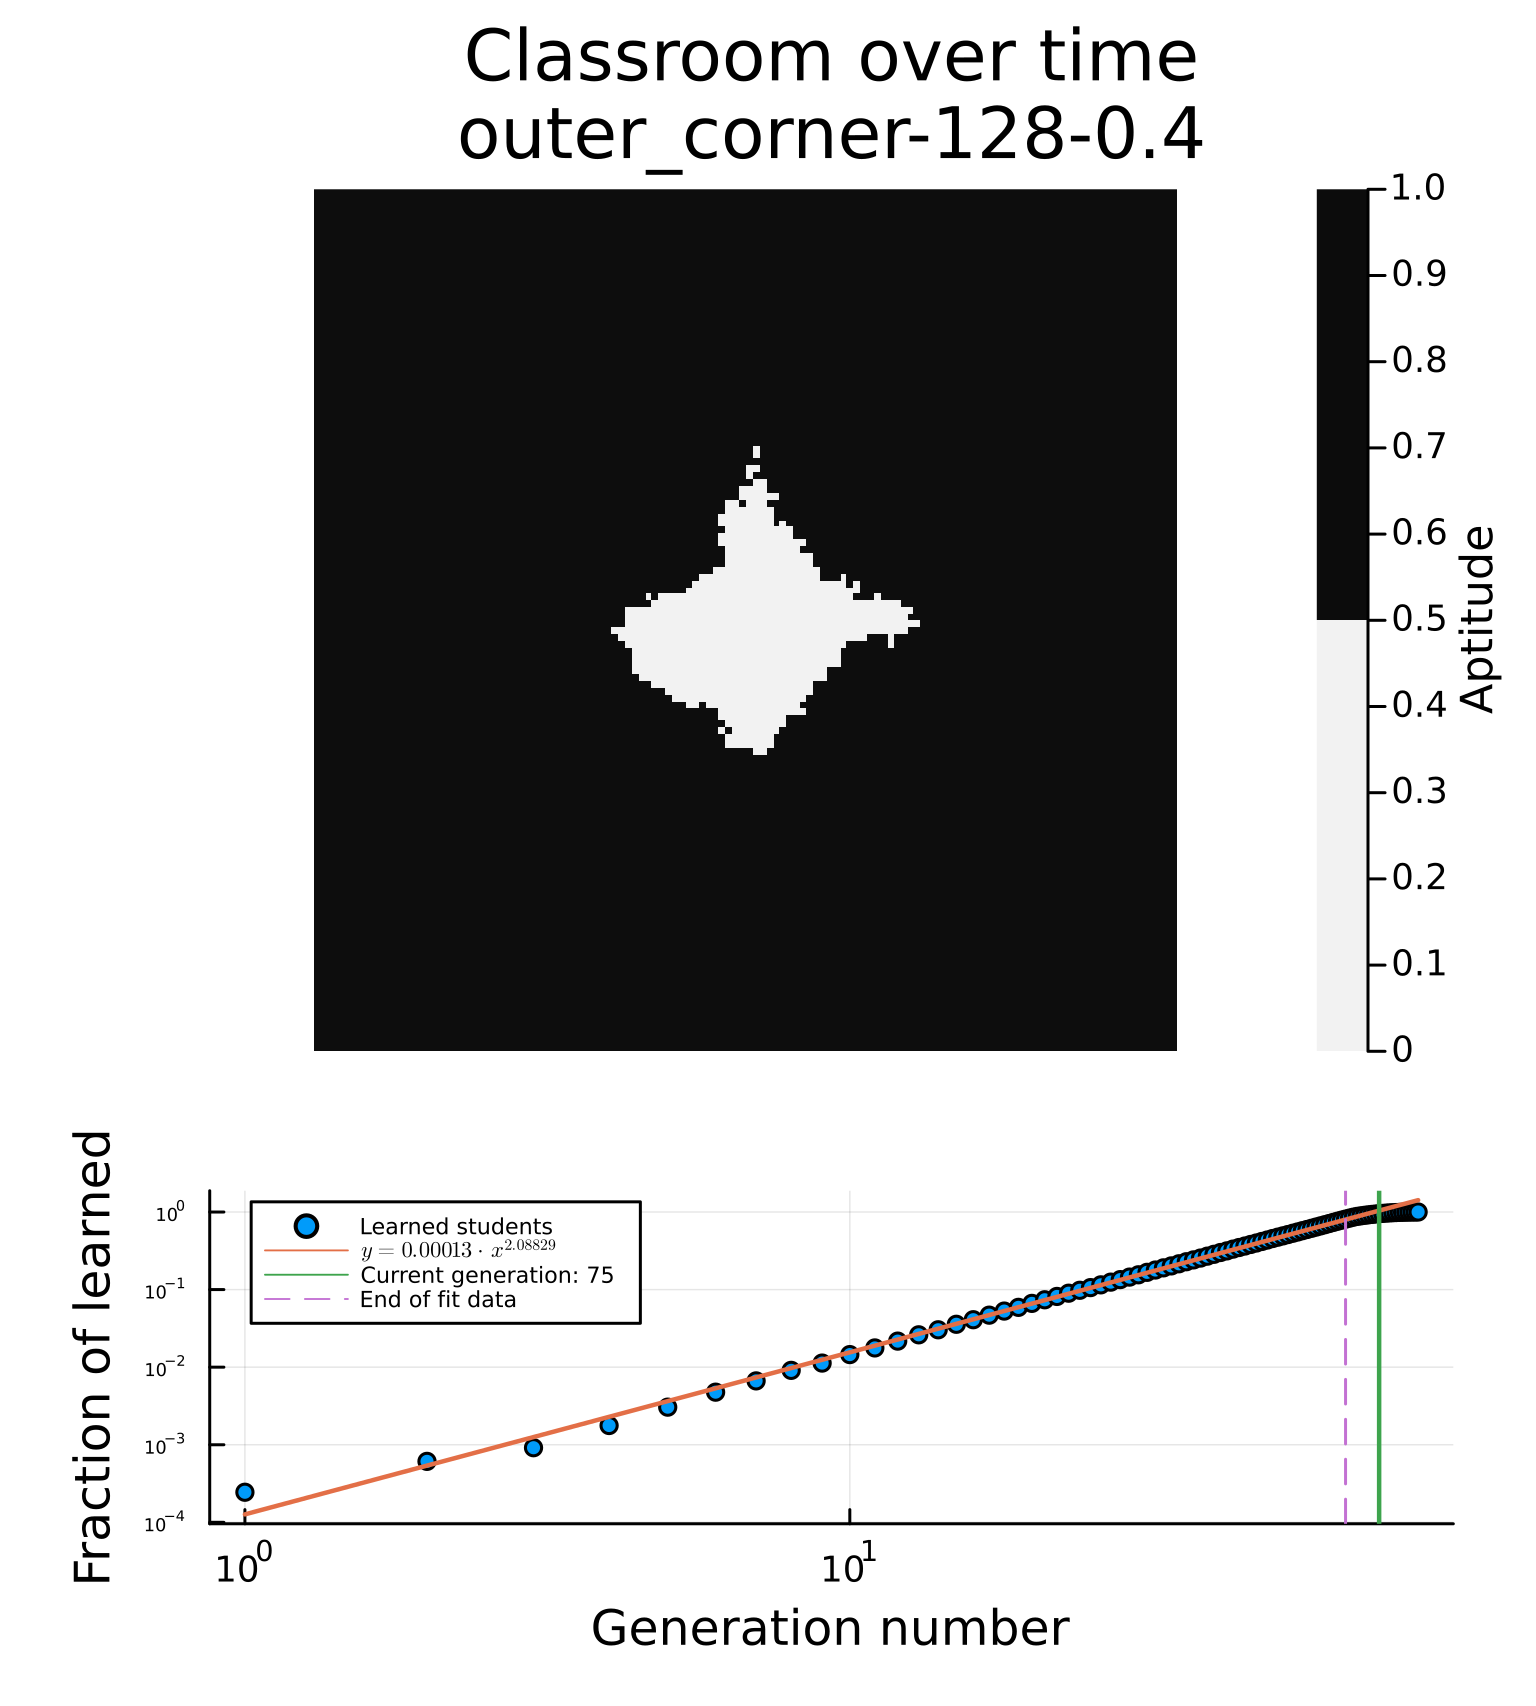 Classroom over time
outer_corner-128-0.4
1.0
0.9
0.8
0.7
0.6
0.5
0.4
0.3
0.2
0.1
0
Aptitude
Fraction of learned
10^0
10^-1
10^-2
10^-3
10^-4
Learned students
y = 0.00013 · x^2.08829
Current generation: 75
End of fit data
10^0
10^1
Generation number